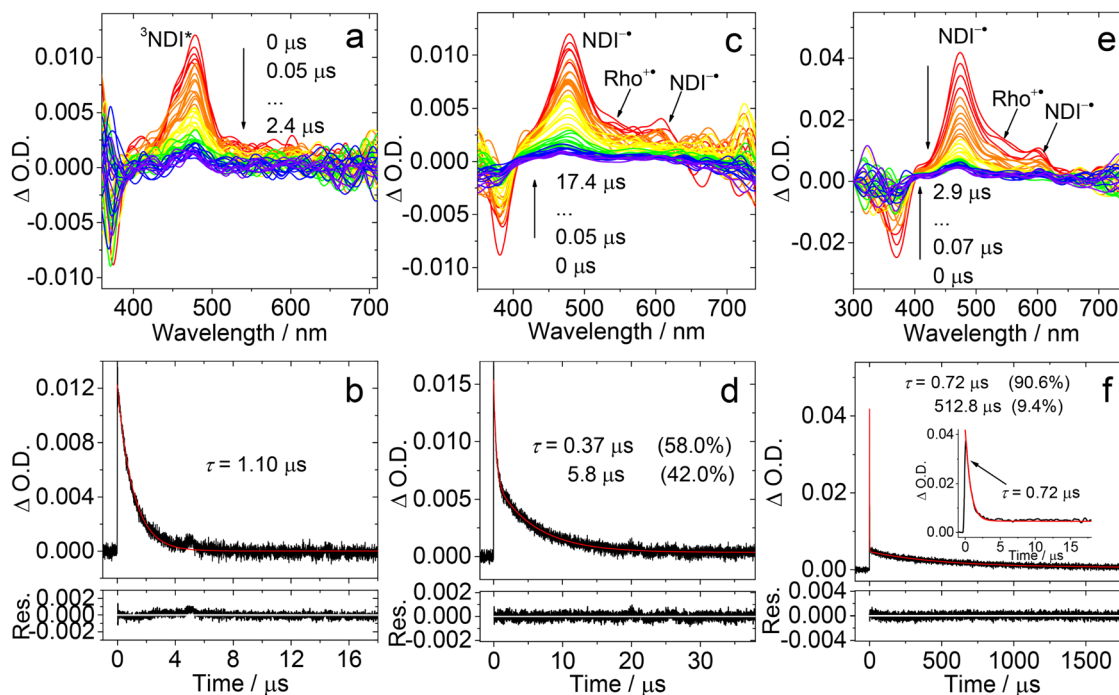 a
³NDI*
0 μs
0.05 μs
...
2.4 μs
0.010
0.005
0.000
-0.005
-0.010
Δ O.D.
400 500 600 700
Wavelength / nm
c
NDI⁻•
Rho⁺•
NDI⁻•
17.4 μs
...
0.05 μs
0 μs
0.010
0.005
0.000
-0.005
-0.010
Δ O.D.
400 500 600 700
Wavelength / nm
e
NDI⁻•
Rho⁺•
NDI⁻•
2.9 μs
...
0.07 μs
0 μs
0.04
0.02
0.00
-0.02
Δ O.D.
300 400 500 600 700
Wavelength / nm
b
τ = 1.10 μs
0.012
0.008
0.004
0.000
Δ O.D.
0.002
0.000
-0.002
Res.
0 4 8 12 16
Time / μs
d
τ = 0.37 μs (58.0%)
5.8 μs (42.0%)
0.015
0.010
0.005
0.000
Δ O.D.
0.002
0.000
-0.002
Res.
0 10 20 30
Time / μs
f
τ = 0.72 μs (90.6%)
512.8 μs (9.4%)
0.04
0.02
0.00
Δ O.D.
0.04
0.02
0.00
Δ O.D.
τ = 0.72 μs
0 5 10 15
Time / μs
0.004
0.000
-0.004
Res.
0 500 1000 1500
Time / μs